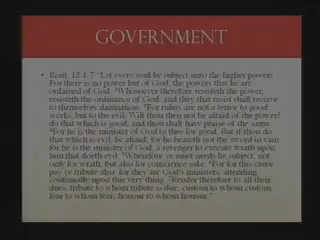 GOVERNMENT
• Rom. 13:1-7 "Let every soul be subject unto the higher powers.
For there is no power but of God: the powers that be are
ordained of God. ²Whosoever therefore resisteth the power,
resisteth the ordinance of God: and they that resist shall receive
to themselves damnation. ³For rulers are not a terror to good
works, but to the evil. Wilt thou then not be afraid of the power?
do that which is good, and thou shalt have praise of the same.
⁴For he is the minister of God to thee for good. But if thou do
that which is evil, be afraid; for he beareth not the sword in vain:
for he is the minister of God, a revenger to execute wrath upon
him that doeth evil. ⁵Wherefore ye must needs be subject, not
only for wrath, but also for conscience sake. ⁶For for this cause
pay ye tribute also: for they are God's ministers, attending
continually upon this very thing. ⁷Render therefore to all their
dues: tribute to whom tribute is due; custom to whom custom;
fear to whom fear; honour to whom honour."